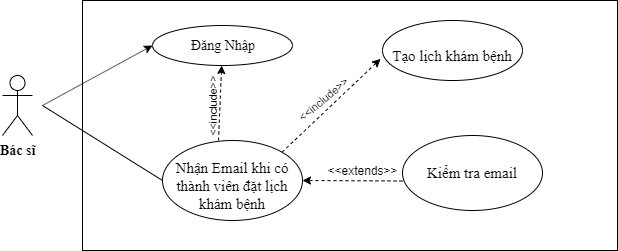 Đăng Nhập
Tạo lịch khám bệnh
<<include>>
<<include>>
Bác sĩ
Nhận Email khi có
thành viên đặt lịch
khám bệnh
<<extends>>
Kiểm tra email